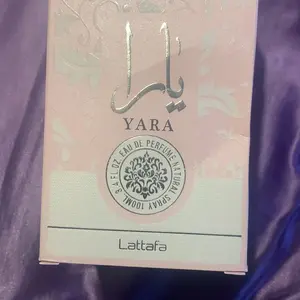 يارا
YARA
3.4 FL.OZ. EAU DE PERFUME NATURAL SPRAY 100ML
Lattafa